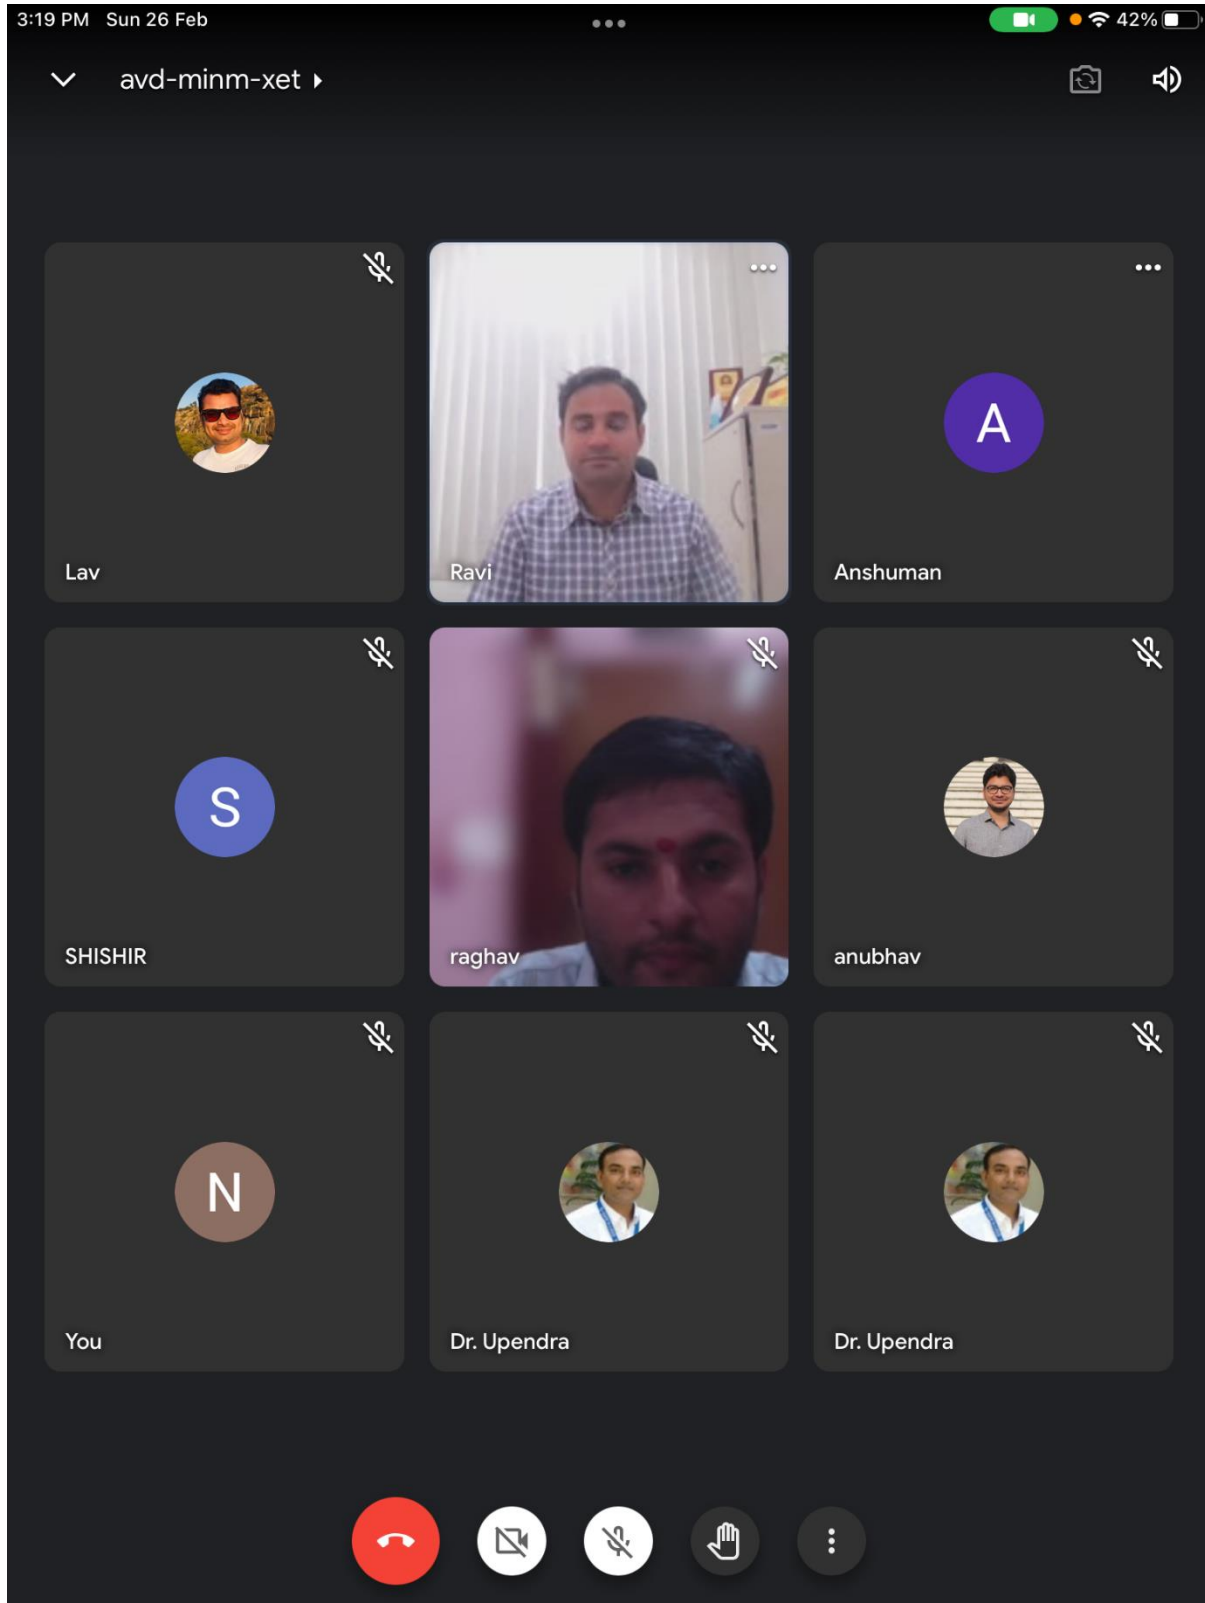 3:19 PM Sun 26 Feb
42%
avd-minm-xet
Lav
Ravi
A
Anshuman
S
SHISHIR
raghav
anubhav
N
You
Dr. Upendra
Dr. Upendra